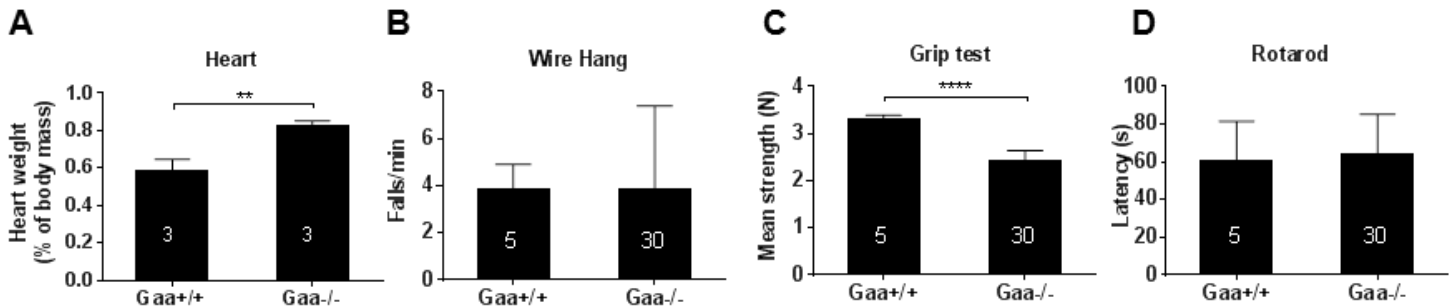 A
Heart
Heart weight
(% of body mass)
1.0
0.8
0.6
0.4
0.2
0.0
**
3
3
Gaa+/+
Gaa-/-
B
Wire Hang
Falls/min
8
6
4
2
0
5
30
Gaa+/+
Gaa-/-
C
Grip test
Mean strength (N)
4
3
2
1
0
****
5
30
Gaa+/+
Gaa-/-
D
Rotarod
Latency (s)
100
80
60
40
20
0
5
30
Gaa+/+
Gaa-/-